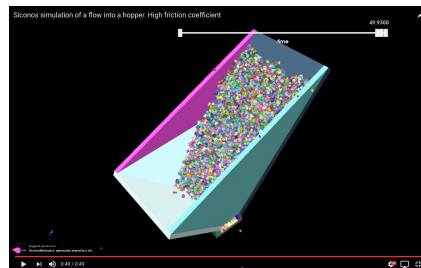 Siconos simulation of a flow into a hopper. High friction coefficient
49.9300
time
0:49 / 0:49